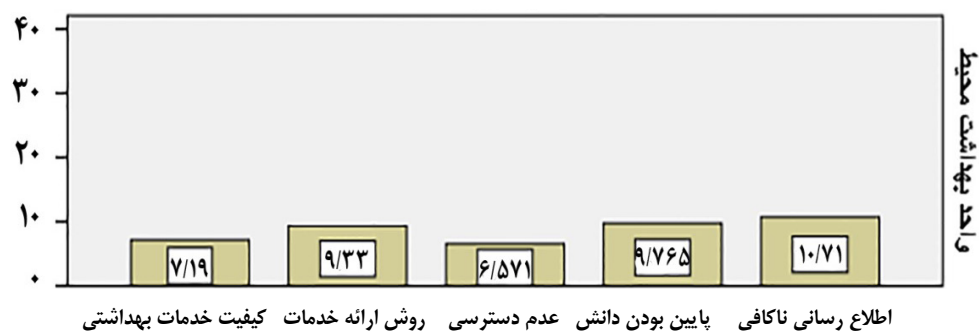 ۴۰
۳۰
۲۰
۱۰
۰
واحد بهداشت محیط
۱۰/۷۱
۹/۷۶۵
۶/۵۷۱
۹/۳۳
۷/۱۹
اطلاع رسانی ناکافی
پایین بودن دانش
عدم دسترسی
روش ارائه خدمات
کیفیت خدمات بهداشتی